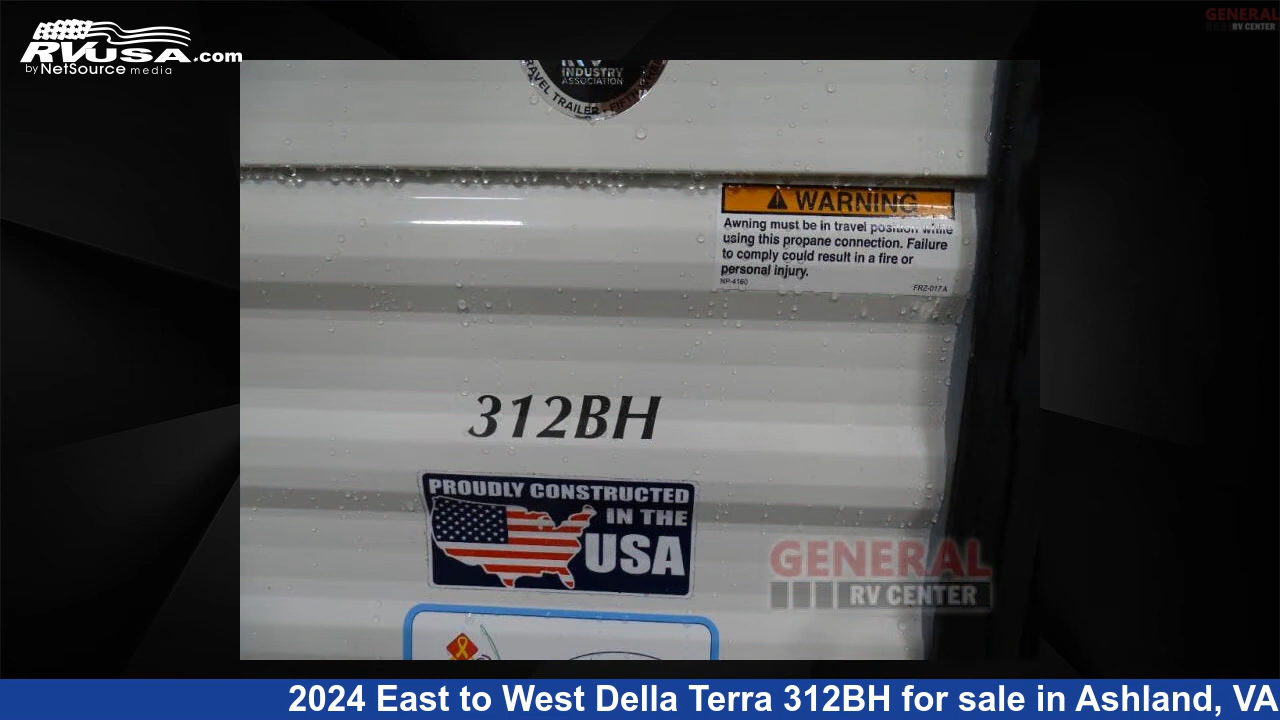 GENERAL
RV CENTER
RVUSA.com
by NetSource media
INDUSTRY
ASSOCIATION
TRAVEL TRAILER
WARNING
Awning must be in travel position while
using this propane connection. Failure
to comply could result in a fire or
personal injury.
NP-4160
FRZ-017A
312BH
PROUDLY CONSTRUCTED
IN THE
USA
GENERAL
RV CENTER
2024 East to West Della Terra 312BH for sale in Ashland, VA